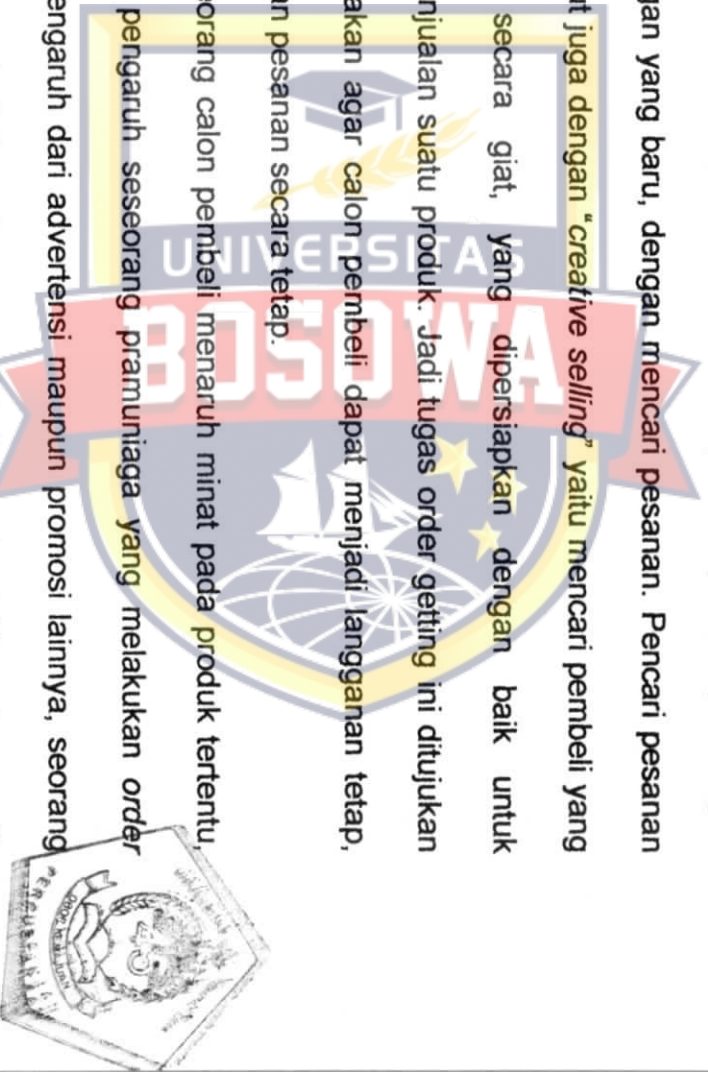 gan yang baru, dengan mencari pesanan. Pencari pesanan
t juga dengan "creative selling" yaitu mencari pembeli yang
secara giat, yang dipersiapkan dengan baik untuk
njualan suatu produk. Jadi tugas order getting ini ditujukan
akan agar calon pembeli dapat menjadi langganan tetap,
an pesanan secara tetap.
eorang calon pembeli menaruh minat pada produk tertentu,
pengaruh seseorang pramuniaga yang melakukan order
engaruh dari advertensi maupun promosi lainnya, seorang
UNIVERSITAS
BOSOWA